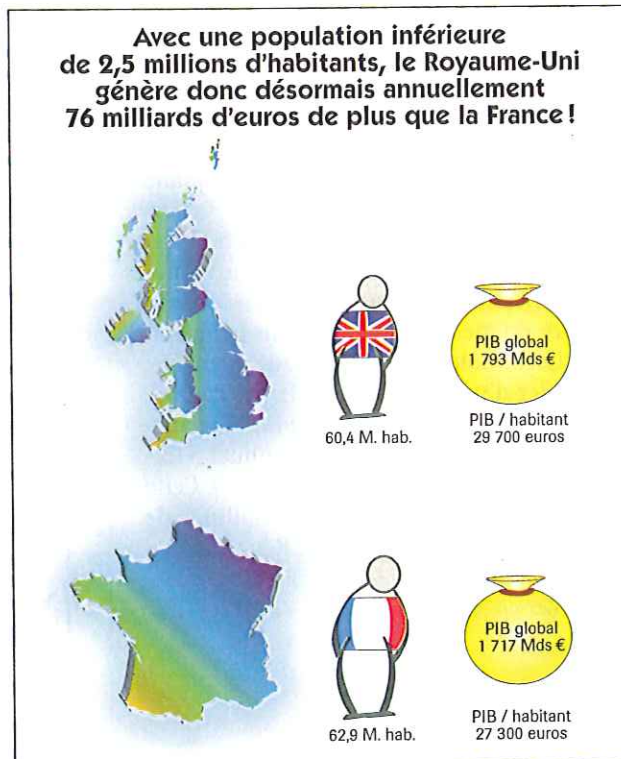 Avec une population inférieure
de 2,5 millions d'habitants, le Royaume-Uni
génère donc désormais annuellement
76 milliards d'euros de plus que la France !
PIB global
1 793 Mds €
60,4 M. hab.
PIB / habitant
29 700 euros
PIB global
1 717 Mds €
62,9 M. hab.
PIB / habitant
27 300 euros